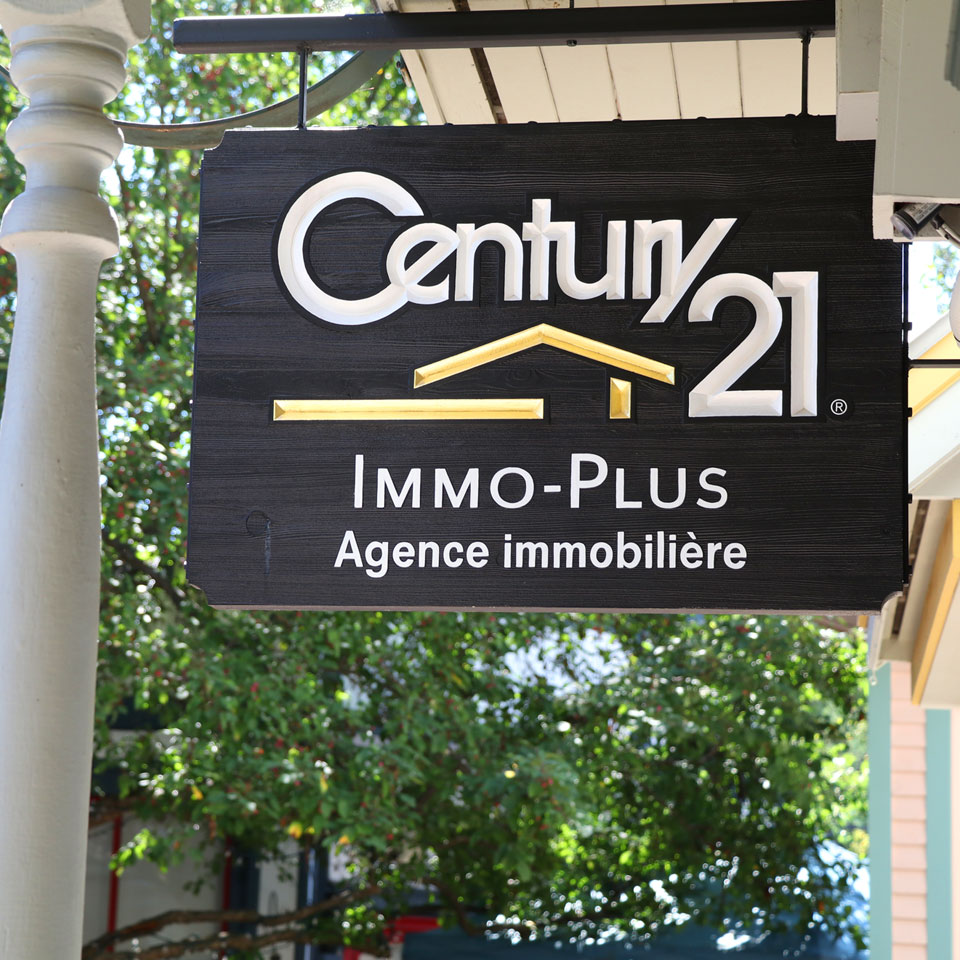 Century
21®
IMMO-PLUS
Agence immobilière